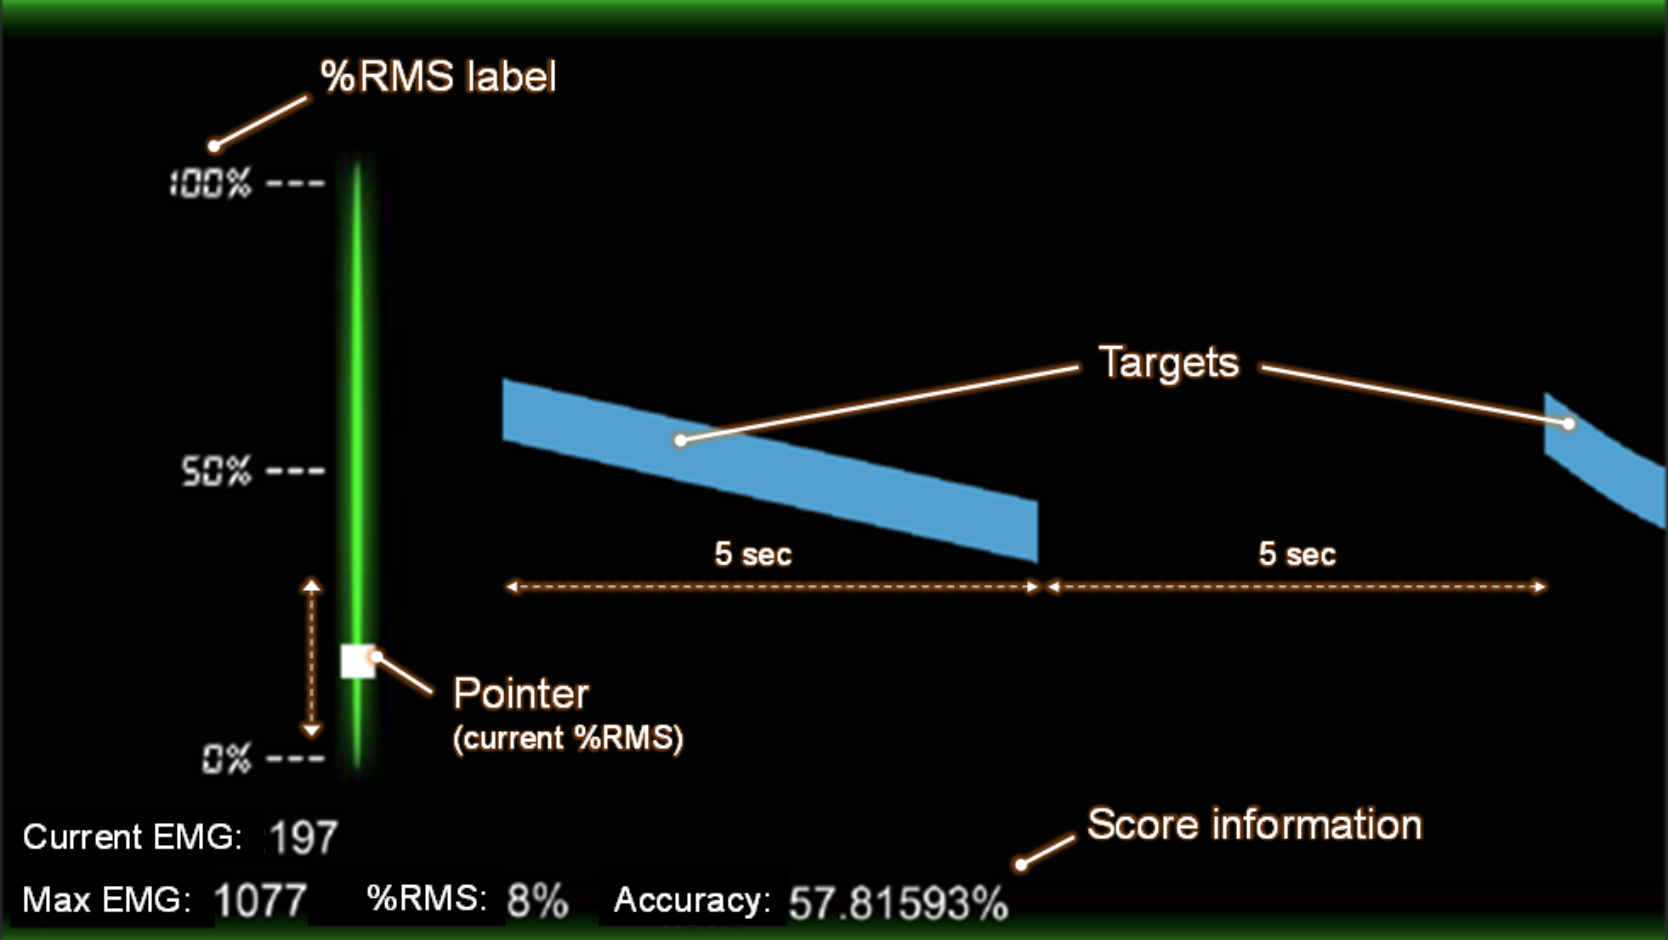 %RMS label
100% ---
Targets
50% ---
5 sec
5 sec
Pointer
(current %RMS)
0% ---
Score information
Current EMG: 197
Max EMG: 1077 %RMS: 8% Accuracy: 57.81593%